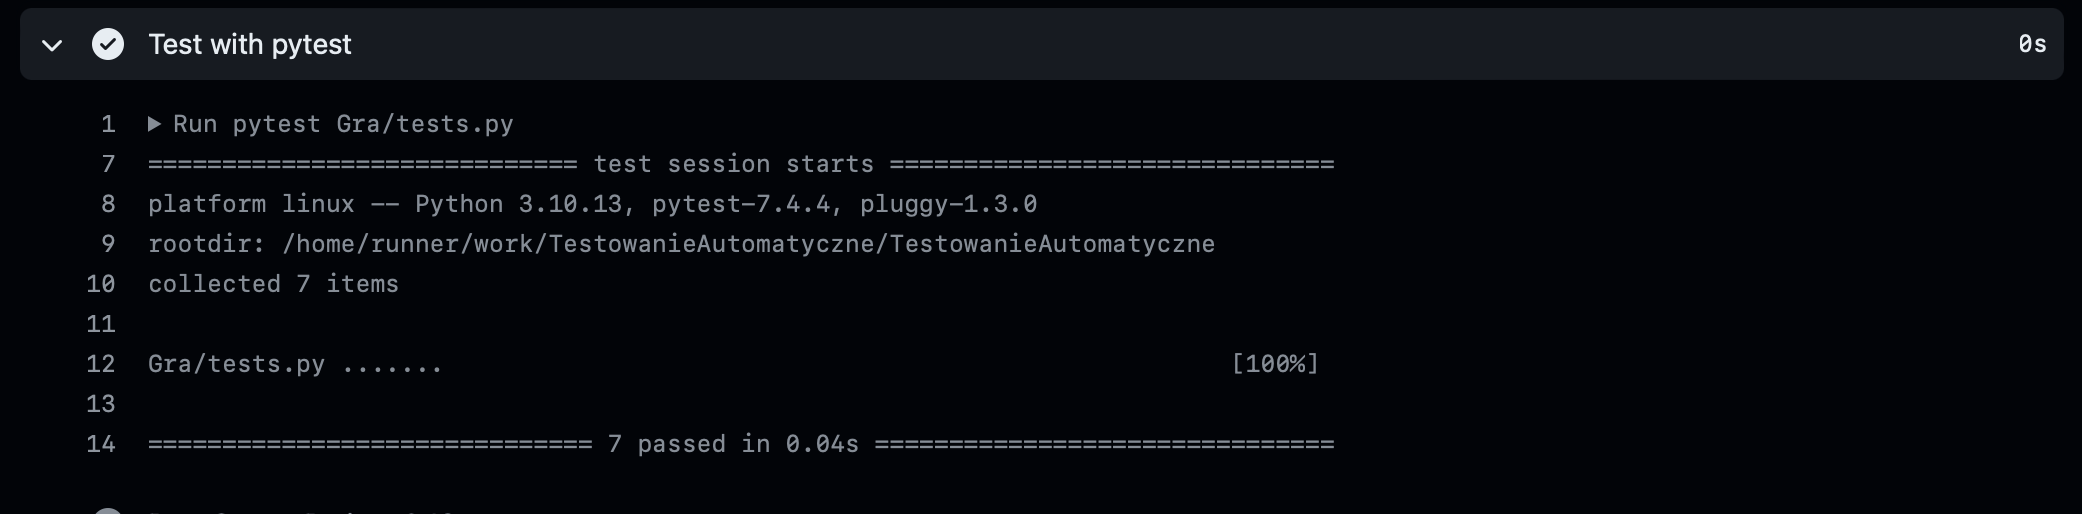 Test with pytest 0s
1 ▶ Run pytest Gra/tests.py
7 ============================= test session starts ==============================
8 platform linux -- Python 3.10.13, pytest-7.4.4, pluggy-1.3.0
9 rootdir: /home/runner/work/TestowanieAutomatyczne/TestowanieAutomatyczne
10 collected 7 items
11
12 Gra/tests.py ....... [100%]
13
14 ============================== 7 passed in 0.04s ===============================